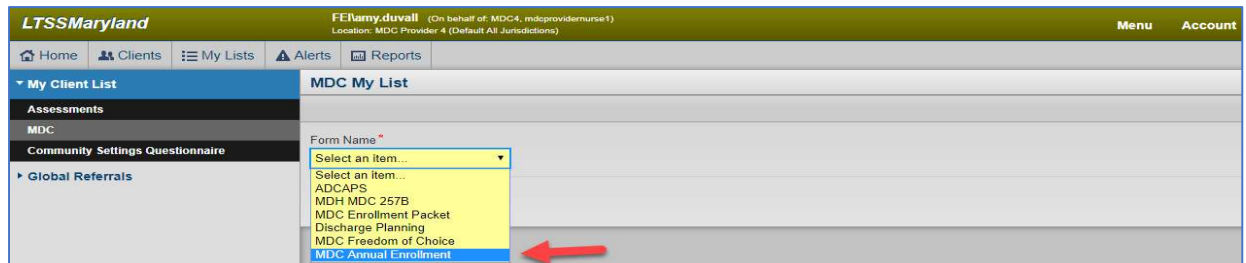 LTSSMaryland
FEI\amy.duvall (On behalf of: MDC4, mdcprovidernurse1)
Location: MDC Provider 4 (Default All Jurisdictions)
Menu Account
Home Clients My Lists Alerts Reports
My Client List
Assessments
MDC
Community Settings Questionnaire
Global Referrals
MDC My List
Form Name*
Select an item...
Select an item...
ADCAPS
MDH MDC 257B
MDC Enrollment Packet
Discharge Planning
MDC Freedom of Choice
MDC Annual Enrollment